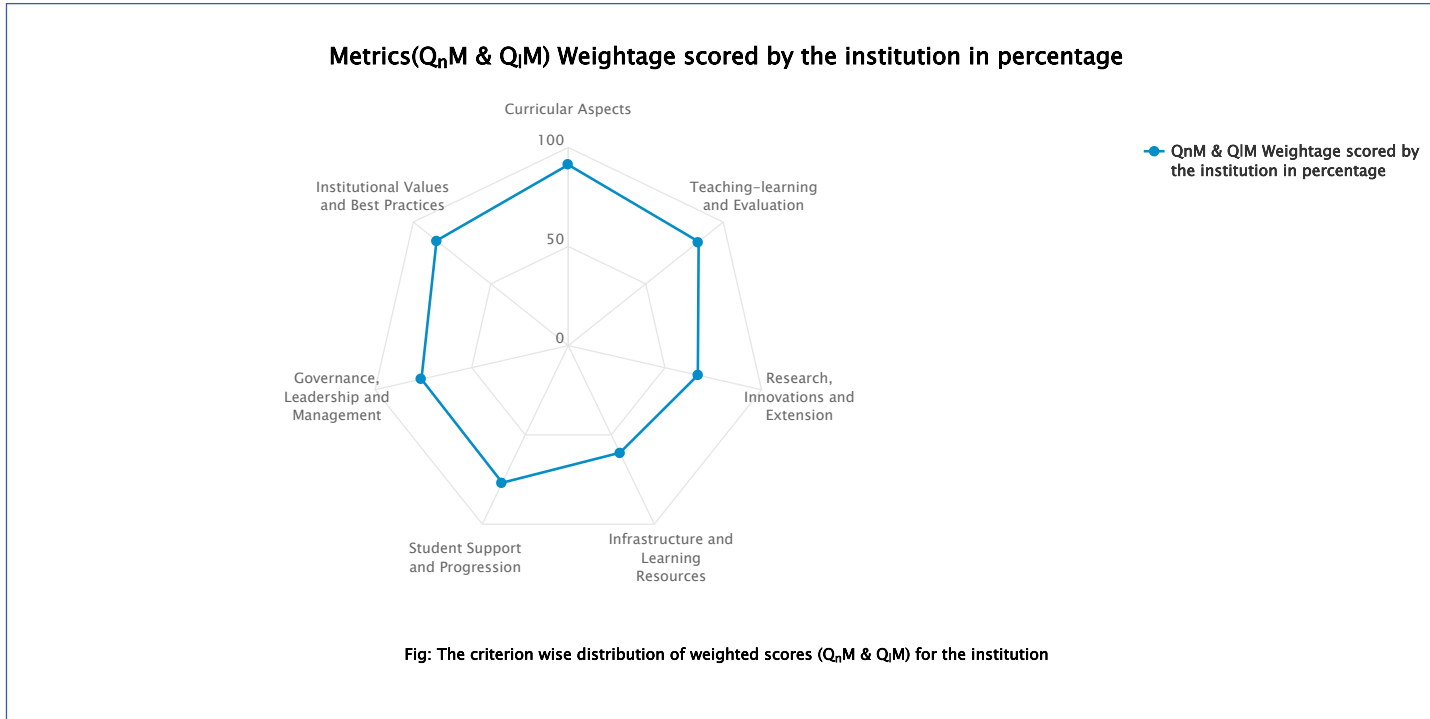 Metrics(QnM & QlM) Weightage scored by the institution in percentage
Curricular Aspects
100
50
0
Teaching-learning
and Evaluation
Research,
Innovations and
Extension
Infrastructure and
Learning
Resources
Student Support
and Progression
Governance,
Leadership and
Management
Institutional Values
and Best Practices
QnM & QlM Weightage scored by
the institution in percentage
Fig: The criterion wise distribution of weighted scores (QnM & QlM) for the institution